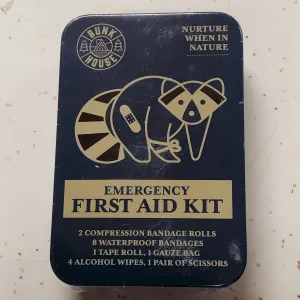 BUNK
HOUSE
NURTURE
WHEN IN
NATURE
EMERGENCY
FIRST AID KIT
2 COMPRESSION BANDAGE ROLLS
8 WATERPROOF BANDAGES
1 TAPE ROLL, 1 GAUZE BAG
4 ALCOHOL WIPES, 1 PAIR OF SCISSORS